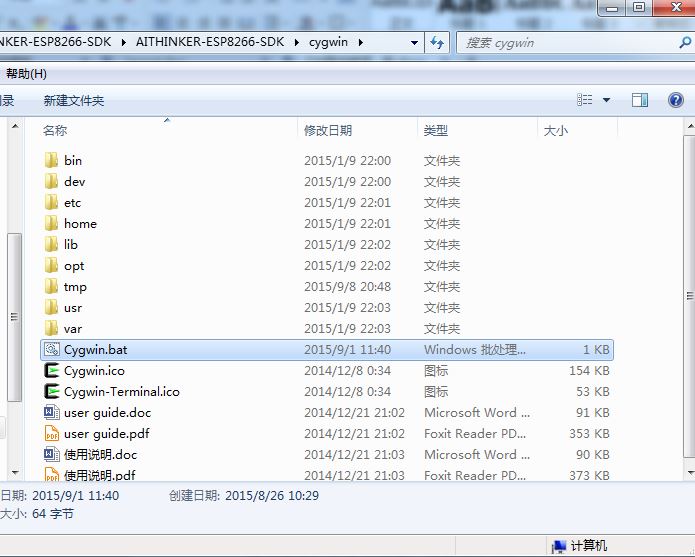 NKER-ESP8266-SDK AITHINKER-ESP8266-SDK cygwin 搜索 cygwin
帮助(H)
录 新建文件夹
名称 修改日期 类型 大小
bin 2015/1/9 22:00 文件夹
dev 2015/1/9 22:00 文件夹
etc 2015/1/9 22:01 文件夹
home 2015/1/9 22:01 文件夹
lib 2015/1/9 22:02 文件夹
opt 2015/1/9 22:02 文件夹
tmp 2015/9/8 20:48 文件夹
usr 2015/1/9 22:03 文件夹
var 2015/1/9 22:03 文件夹
Cygwin.bat 2015/9/1 11:40 Windows 批处理... 1 KB
Cygwin.ico 2014/12/8 0:34 图标 154 KB
Cygwin-Terminal.ico 2014/12/8 0:34 图标 53 KB
user guide.doc 2014/12/21 21:02 Microsoft Word ... 91 KB
user guide.pdf 2014/12/21 21:02 Foxit Reader PD... 353 KB
使用说明.doc 2014/12/21 21:03 Microsoft Word ... 90 KB
使用说明.pdf 2014/12/21 21:03 Foxit Reader PD... 373 KB
日期: 2015/9/1 11:40 创建日期: 2015/8/26 10:29
大小: 64 字节
计算机